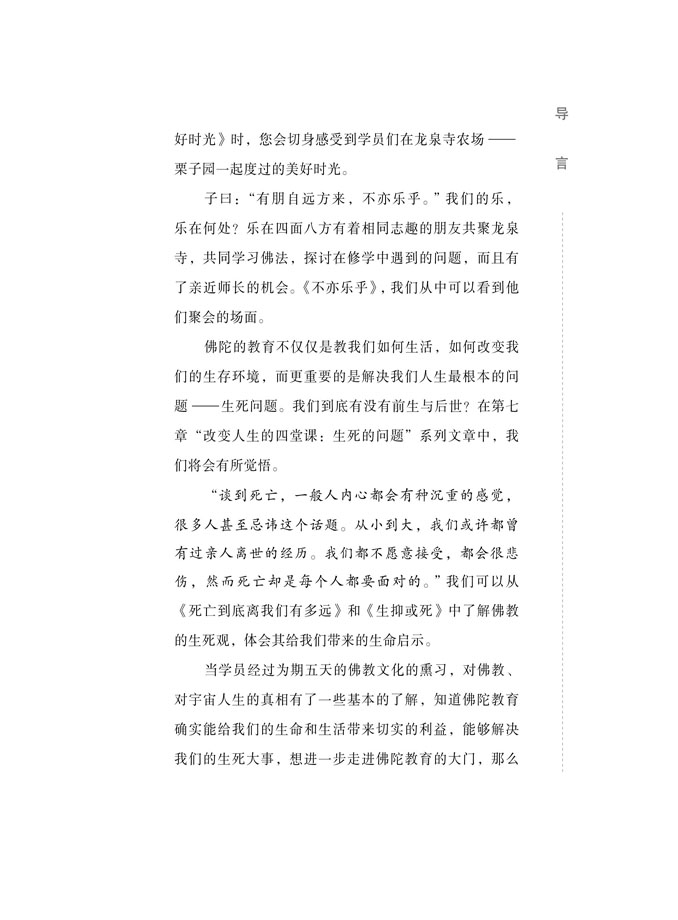 导言
好时光》时，您会切身感受到学员们在龙泉寺农场——
栗子园一起度过的美好时光。
子曰：“有朋自远方来，不亦乐乎。”我们的乐，
乐在何处？乐在四面八方有着相同志趣的朋友共聚龙泉
寺，共同学习佛法，探讨在修学中遇到的问题，而且有
了亲近师长的机会。《不亦乐乎》，我们从中可以看到他
们聚会的场面。
佛陀的教育不仅仅是教我们如何生活，如何改变我
们的生存环境，而更重要的是解决我们人生最根本的问
题——生死问题。我们到底有没有前生与后世？在第七
章“改变人生的四堂课：生死的问题”系列文章中，我
们将会有所觉悟。
“谈到死亡，一般人内心都会有种沉重的感觉，
很多人甚至忌讳这个话题。从小到大，我们或许都曾
有过亲人离世的经历。我们都不愿意接受，都会很悲
伤，然而死亡却是每个人都要面对的。”我们可以从
《死亡到底离我们有多远》和《生抑或死》中了解佛教
的生死观，体会其给我们带来的生命启示。
当学员经过为期五天的佛教文化的熏习，对佛教、
对宇宙人生的真相有了一些基本的了解，知道佛陀教育
确实能给我们的生命和生活带来切实的利益，能够解决
我们的生死大事，想进一步走进佛陀教育的大门，那么